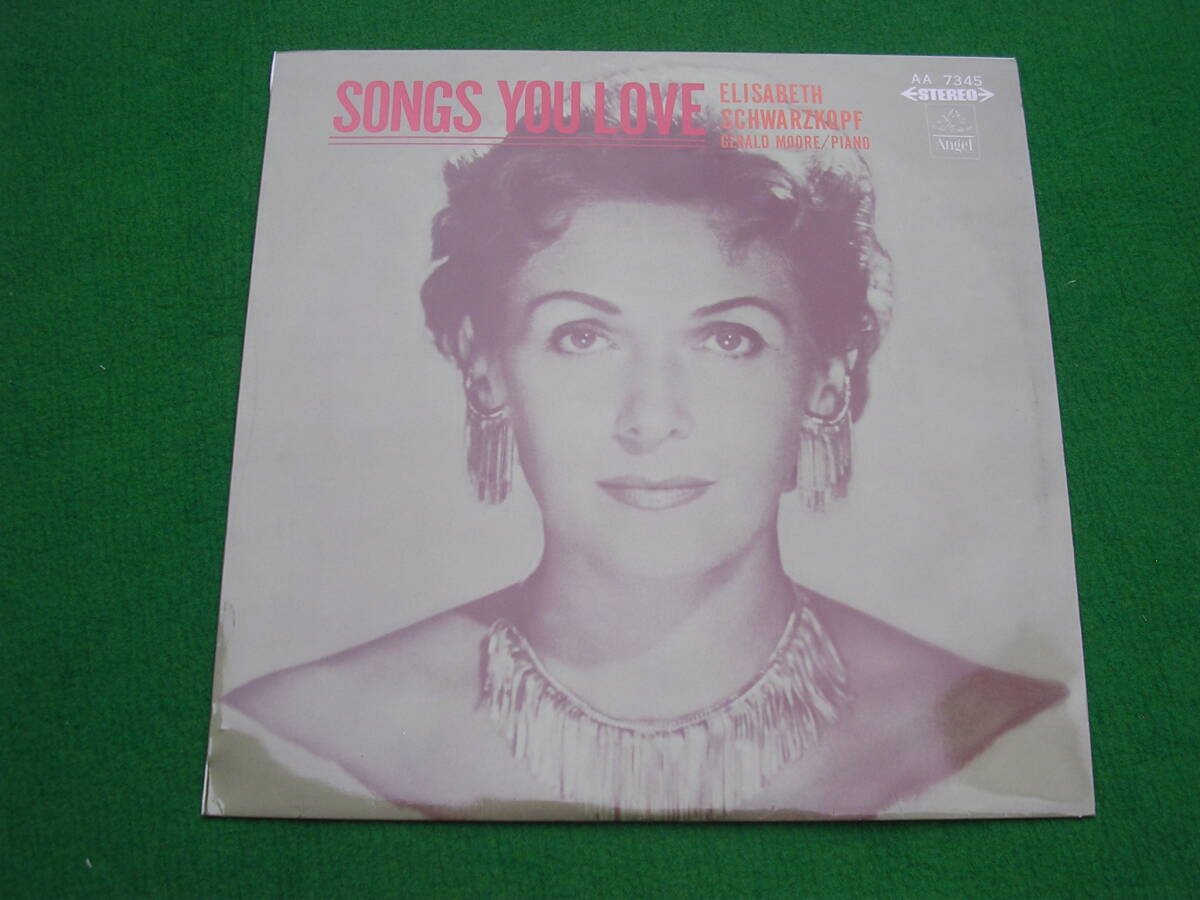 SONGS YOU LOVE
ELISABETH
SCHWARZKOPF
GERALD MOORE/PIANO
AA 7345
STEREO
Angel